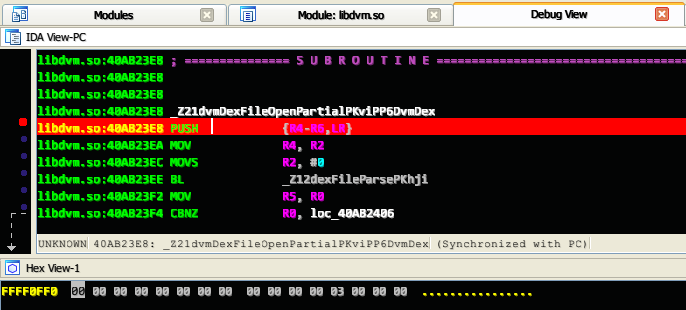 Modules
Module: libdvm.so
Debug View
IDA View-PC
libdvm.so:40AB23E8 ; =============== S U B R O U T I N E =======================================
libdvm.so:40AB23E8
libdvm.so:40AB23E8
libdvm.so:40AB23E8 _Z21dvmDexFileOpenPartialPKviPP6DvmDex
libdvm.so:40AB23E8 PUSH {R4-R6,LR}
libdvm.so:40AB23EA MOV R4, R2
libdvm.so:40AB23EC MOVS R2, #0
libdvm.so:40AB23EE BL _Z12dexFileParsePKhji
libdvm.so:40AB23F2 MOV R5, R0
libdvm.so:40AB23F4 CBNZ R0, loc_40AB2406
UNKNOWN 40AB23E8: _Z21dvmDexFileOpenPartialPKviPP6DvmDex (Synchronized with PC)
Hex View-1
FFFF0FF0 00 00 00 00 00 00 00 00 00 00 00 00 03 00 00 00 ................